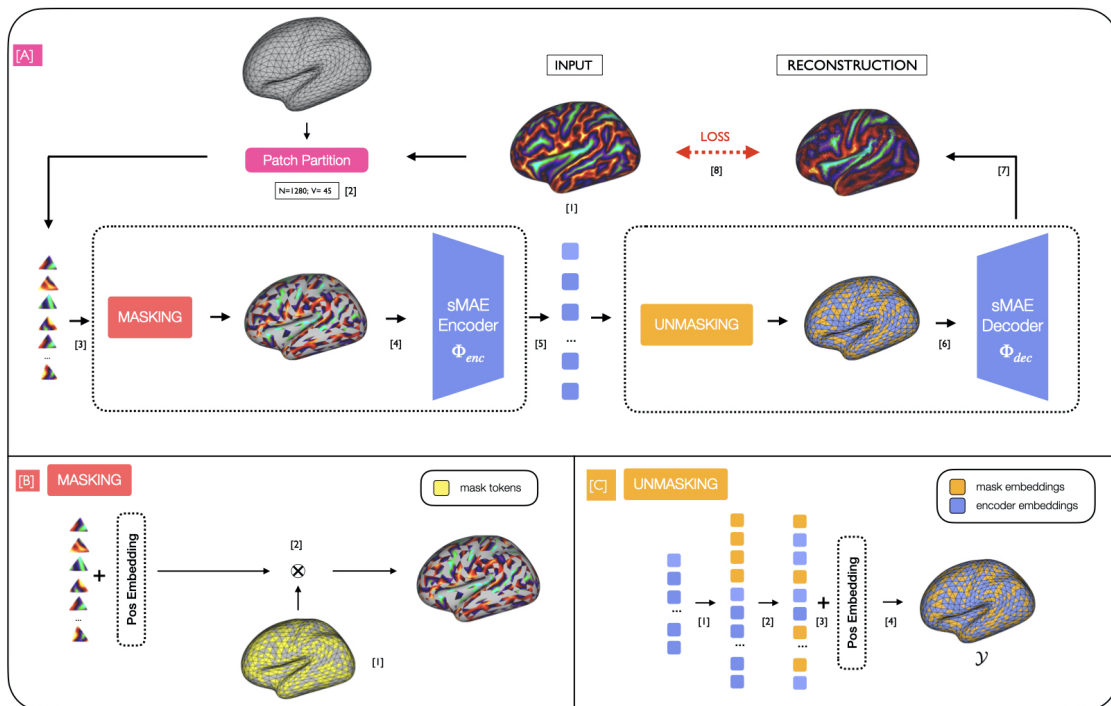 [A]
INPUT
RECONSTRUCTION
LOSS
[8]
Patch Partition
N=1280; V= 45
[2]
[1]
[7]
MASKING
sMAE
Encoder
Φenc
UNMASKING
sMAE
Decoder
Φdec
...
[3]
[4]
[5]
...
[6]
[B]
MASKING
mask tokens
...
+
Pos Embedding
[2]
[1]
[C]
UNMASKING
mask embeddings
encoder embeddings
...
[1]
...
[2]
...
+
[3]
Pos Embedding
[4]
𝒴